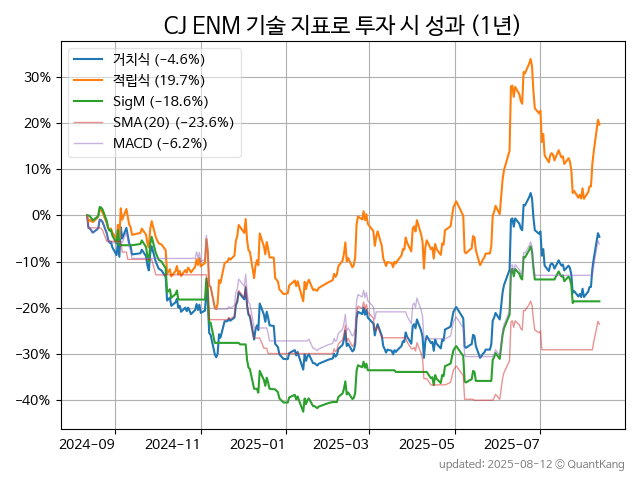 CJ ENM 기술 지표로 투자 시 성과 (1년)
거치식 (−4.6%)
적립식 (19.7%)
SigM (−18.6%)
SMA(20) (−23.6%)
MACD (−6.2%)
30%
20%
10%
0%
−10%
−20%
−30%
−40%
2024-09 2024-11 2025-01 2025-03 2025-05 2025-07
updated: 2025-08-12 © QuantKang